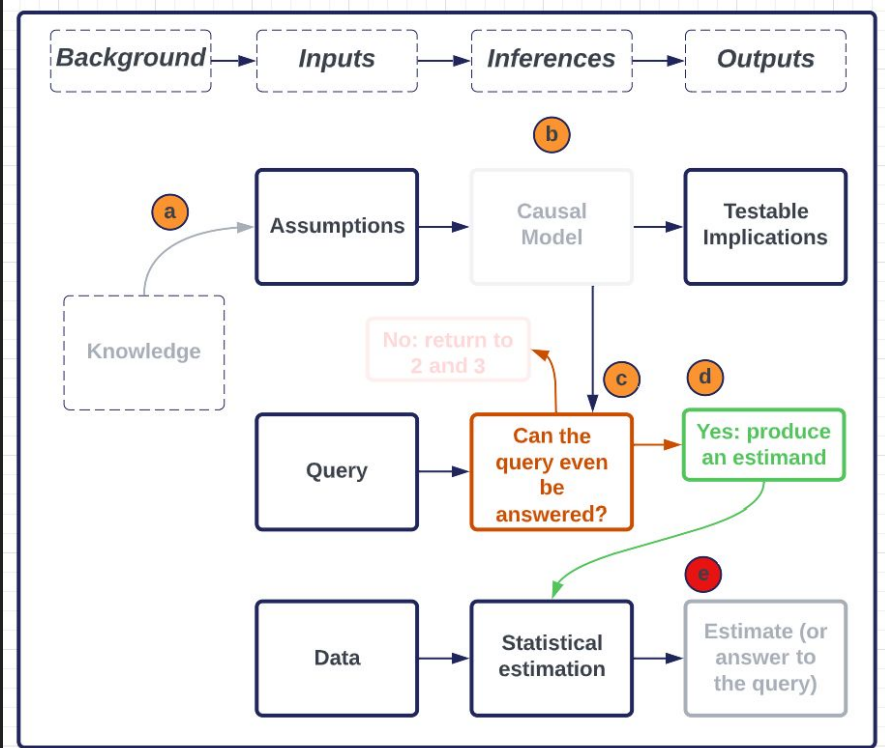 Background
Inputs
Inferences
Outputs
b
a
Assumptions
Causal
Model
Testable
Implications
Knowledge
No: return to
2 and 3
c
d
Query
Can the
query even
be
answered?
Yes: produce
an estimand
e
Data
Statistical
estimation
Estimate (or
answer to
the query)